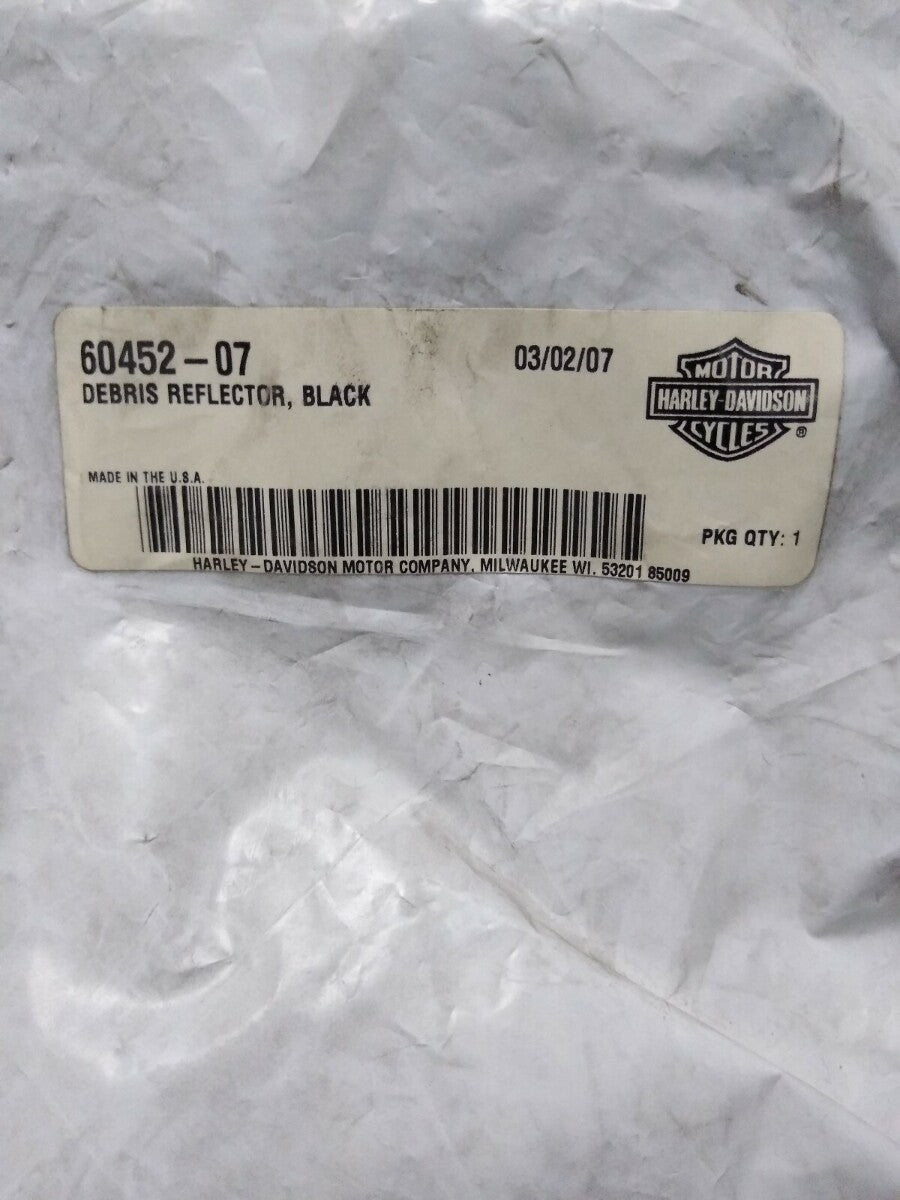 60452-07
03/02/07
DEBRIS REFLECTOR, BLACK
MOTOR
HARLEY-DAVIDSON
CYCLES ®
MADE IN THE U.S.A.
PKG QTY: 1
HARLEY-DAVIDSON MOTOR COMPANY, MILWAUKEE WI. 53201 85009